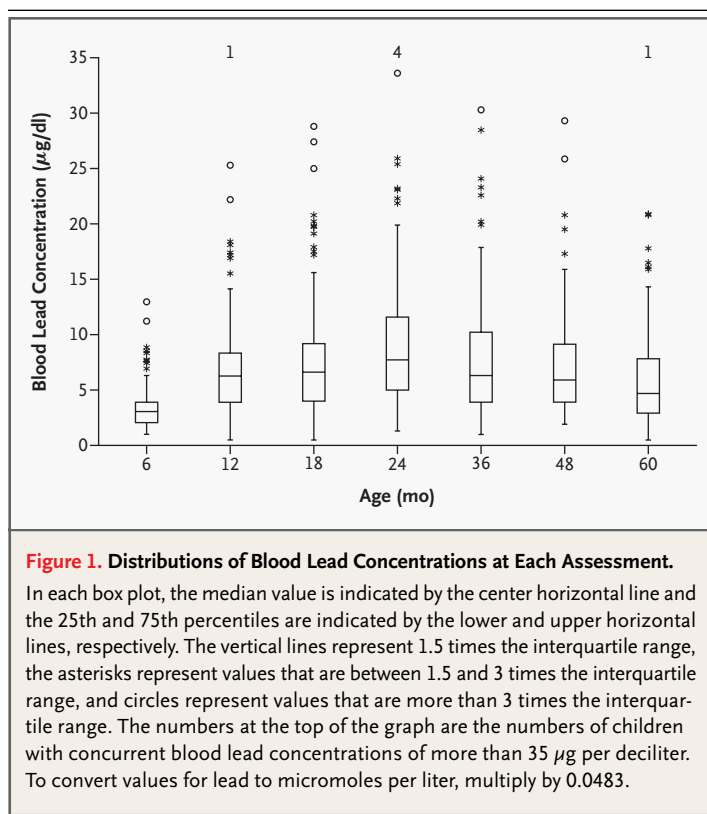 1 4 1
35
30
25
20
15
10
5
0
Blood Lead Concentration (μg/dl)
6 12 18 24 36 48 60
Age (mo)
Figure 1. Distributions of Blood Lead Concentrations at Each Assessment.
In each box plot, the median value is indicated by the center horizontal line and
the 25th and 75th percentiles are indicated by the lower and upper horizontal
lines, respectively. The vertical lines represent 1.5 times the interquartile range,
the asterisks represent values that are between 1.5 and 3 times the interquartile
range, and circles represent values that are more than 3 times the interquar-
tile range. The numbers at the top of the graph are the numbers of children
with concurrent blood lead concentrations of more than 35 μg per deciliter.
To convert values for lead to micromoles per liter, multiply by 0.0483.